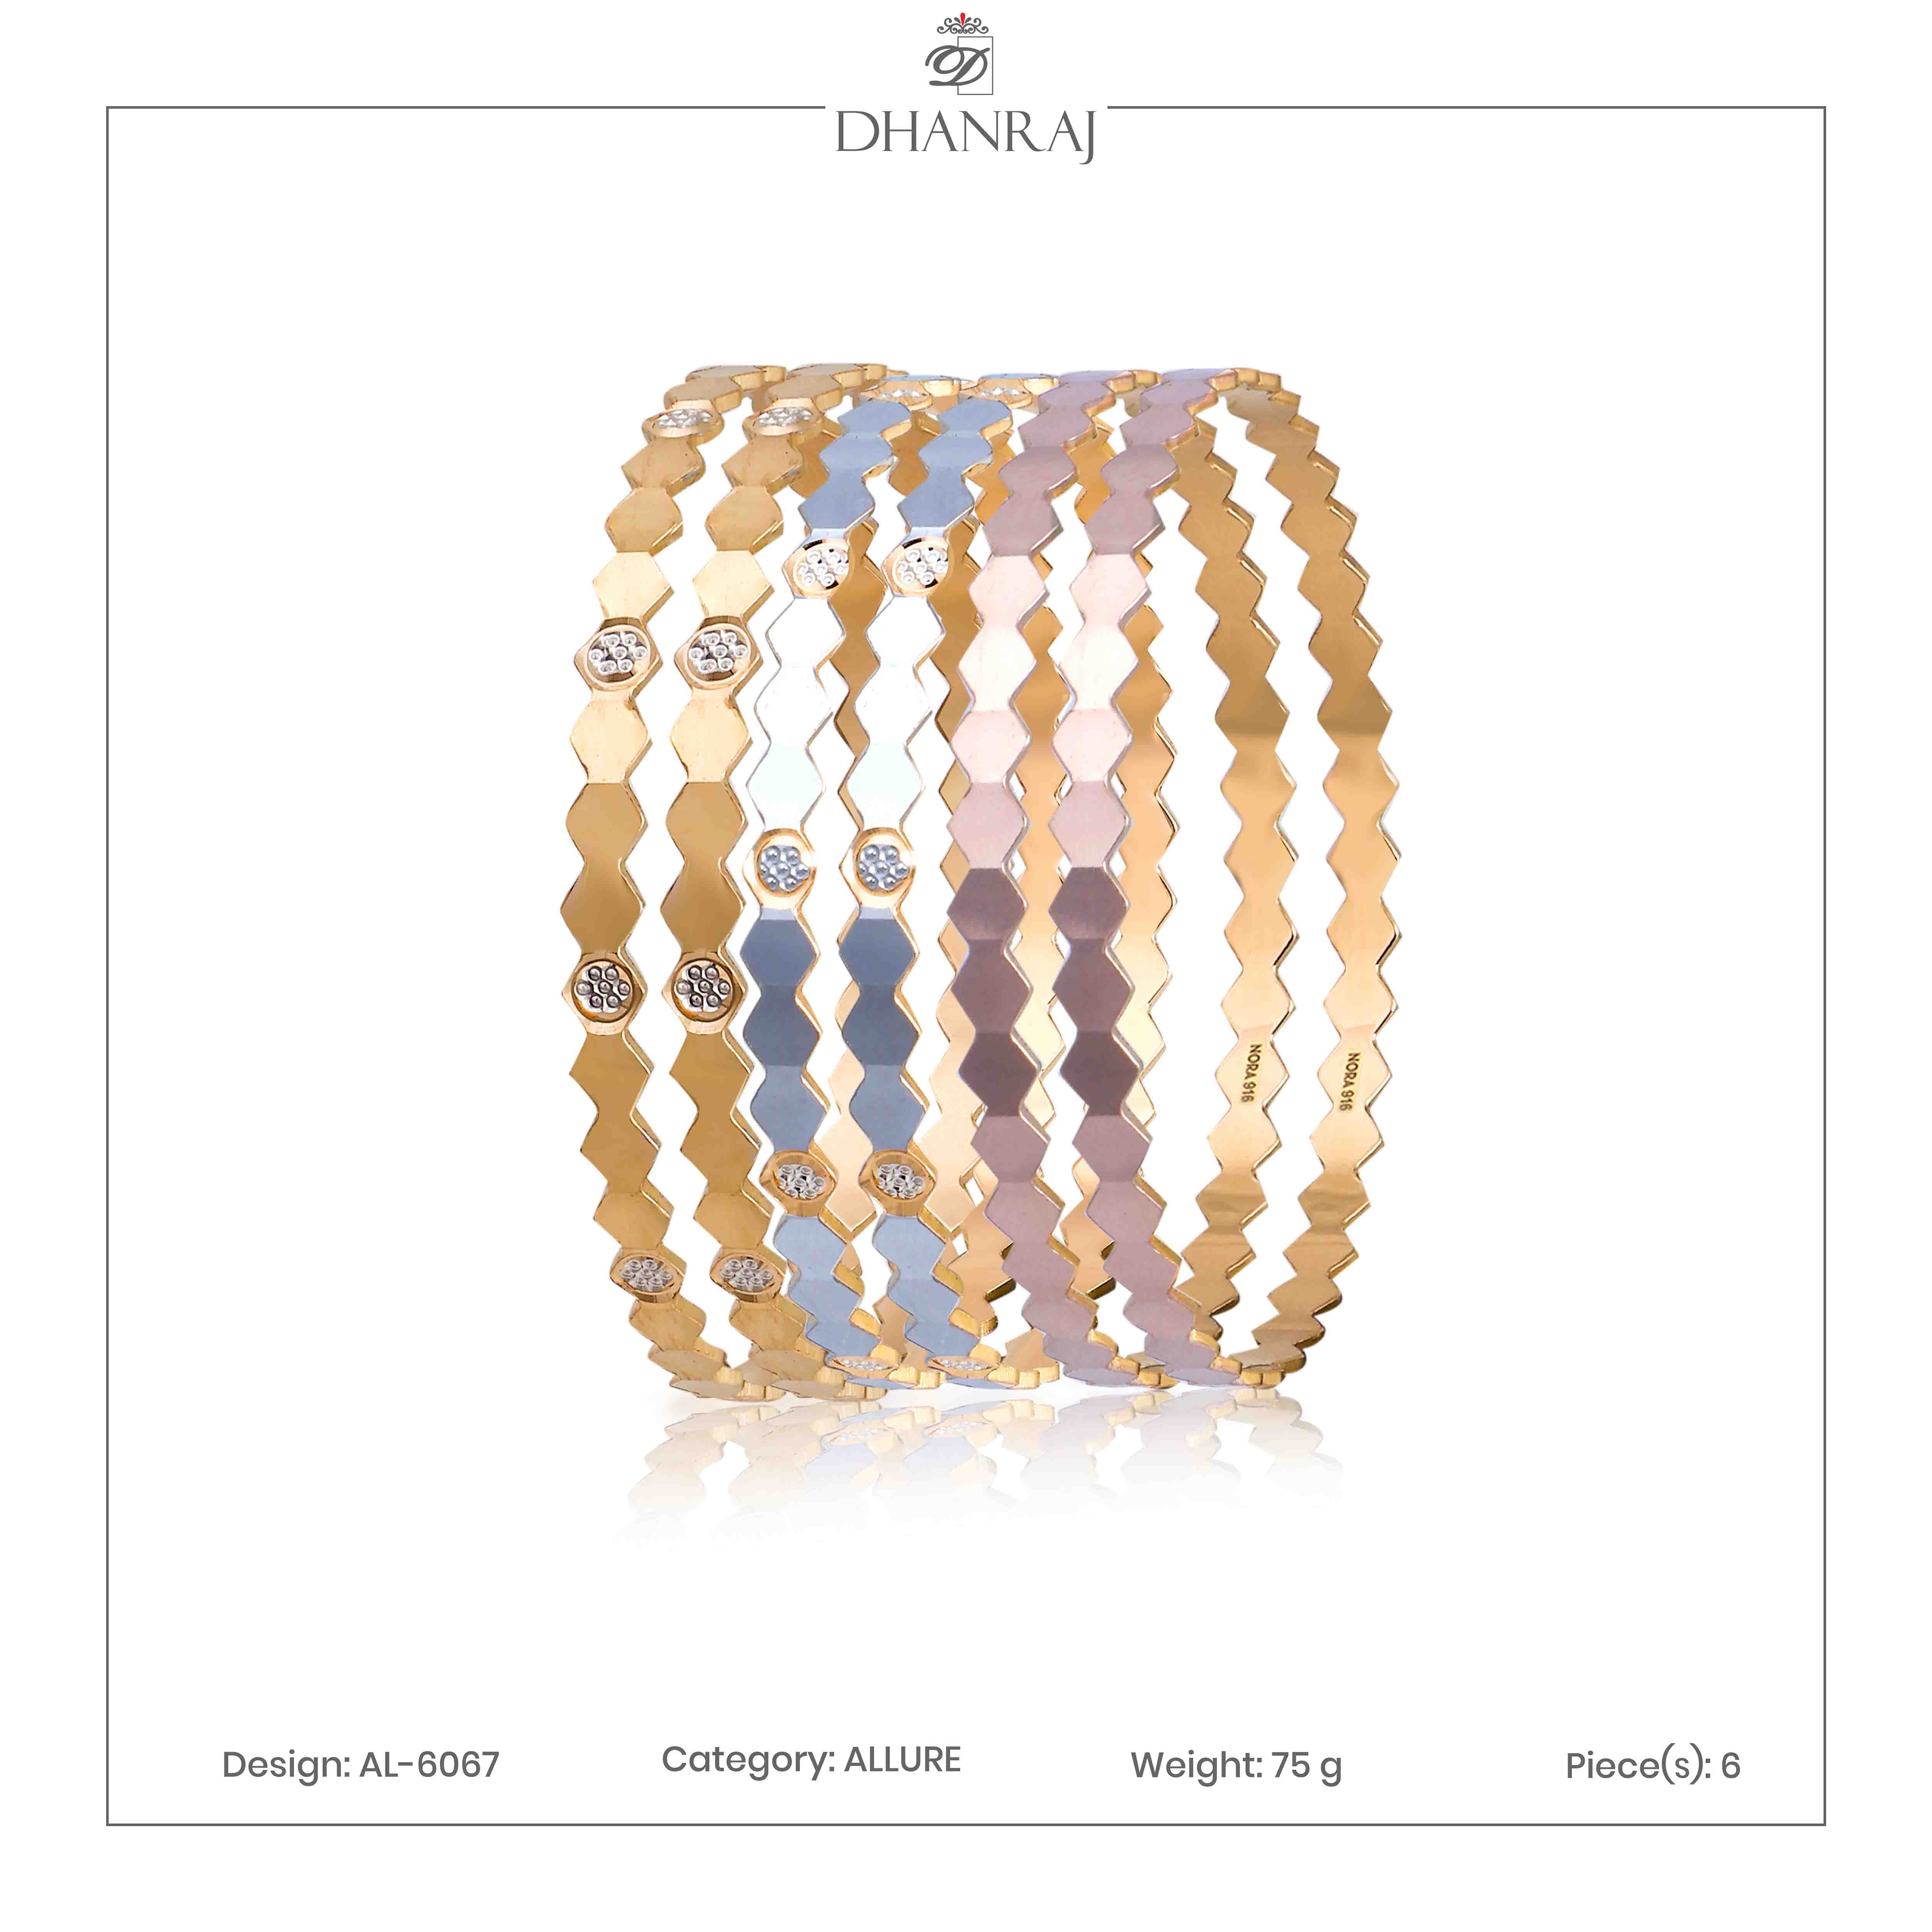 D
DHANRAJ
NORA 916
NORA 916
Design: AL-6067
Category: ALLURE
Weight: 75 g
Piece(s): 6